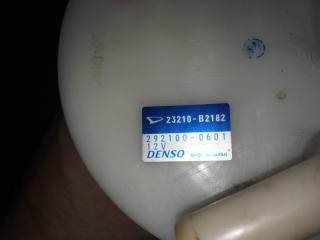 23210-B2182
292100-0601
12V
DENSO MADE IN JAPAN